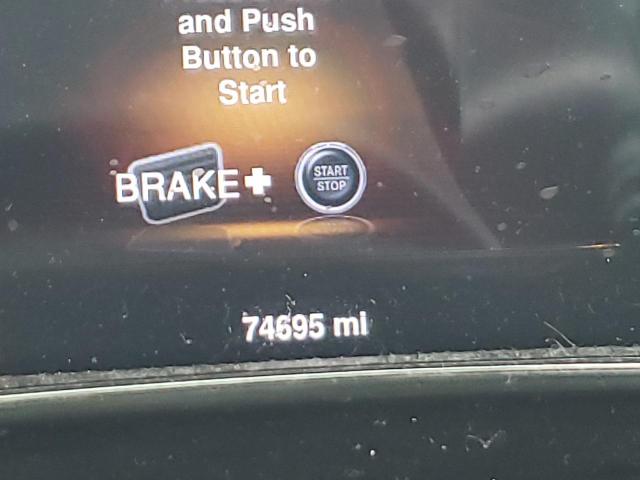 and Push
Button to
Start
BRAKE+
START
STOP
74695 mi